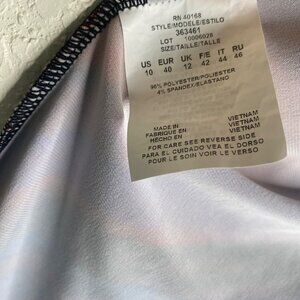 RN 40168
STYLE/MODELE/ESTILO
363461
LOT 10006028
SIZE/TAILLE/TALLE
US EUR UK F/E IT RU
10 40 12 42 44 46
96% POLYESTER/POLIESTER
4% SPANDEX/ELASTANO
MADE IN VIETNAM
FABRIQUE EN VIETNAM
HECHO EN VIETNAM
FOR CARE SEE REVERSE SIDE
PARA EL CUIDADO VEA EL DORSO
POUR LE SOIN VOIR LE VERSO